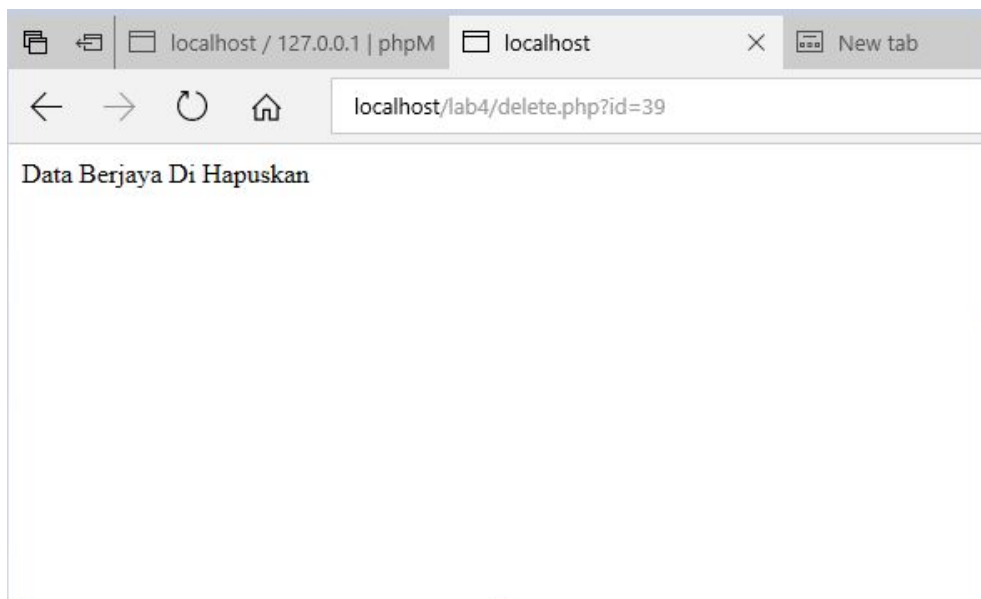 localhost / 127.0.0.1 | phpM
localhost
New tab
localhost/lab4/delete.php?id=39
Data Berjaya Di Hapuskan